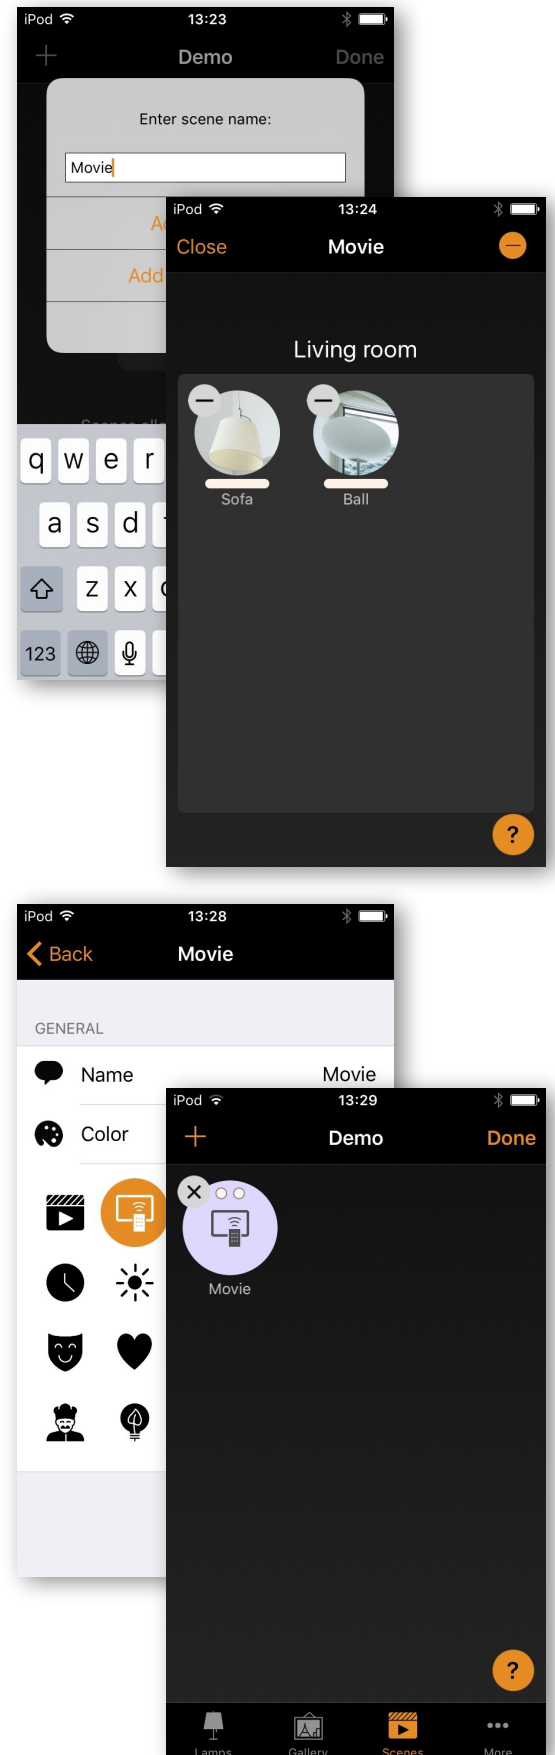 iPod 13:23
Demo Done
Enter scene name:
Movie
Add
q w e r
a s d
z x
123
iPod 13:24
Close Movie
Living room
Sofa Ball
?
iPod 13:28
Back Movie
GENERAL
Name Movie
Color
iPod 13:29
Demo Done
Movie
?
Lamps Gallery Scenes More